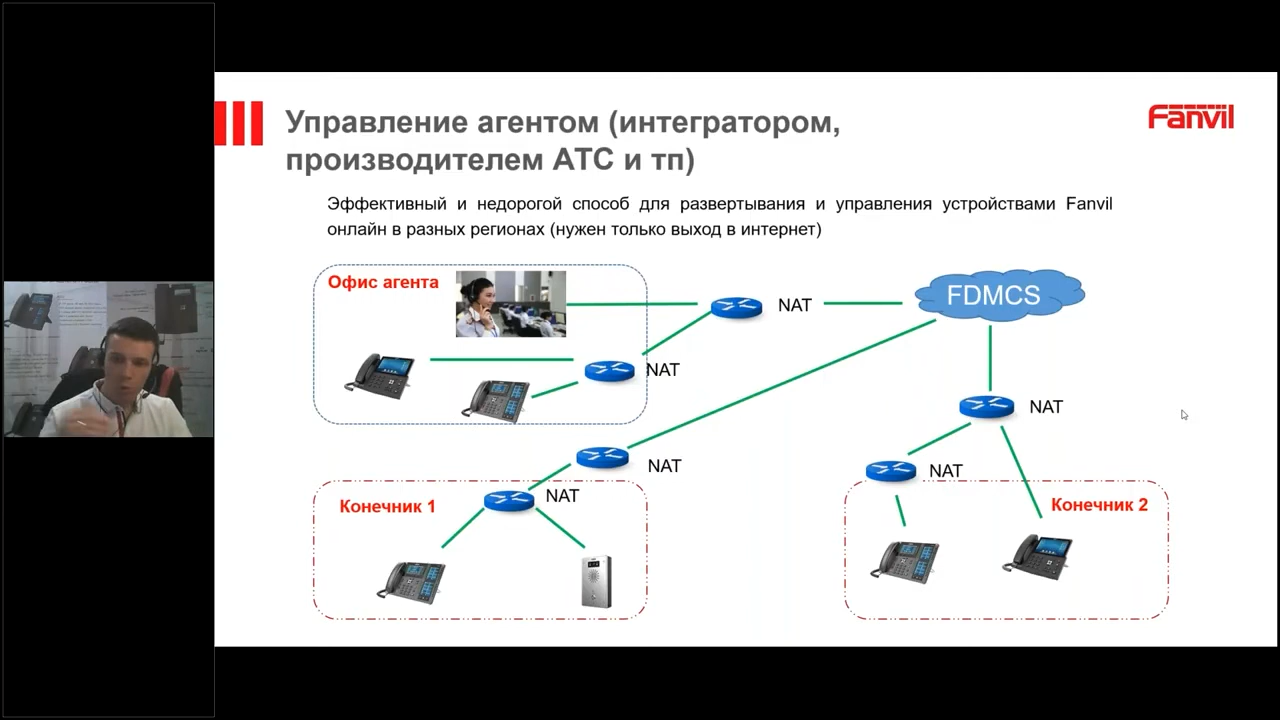 Управление агентом (интегратором,
производителем АТС и тп)
Fanvil
Эффективный и недорогой способ для развертывания и управления устройствами Fanvil
онлайн в разных регионах (нужен только выход в интернет)
Офис агента
NAT
FDMCS
NAT
NAT
NAT
NAT
NAT
Конечник 1
Конечник 2